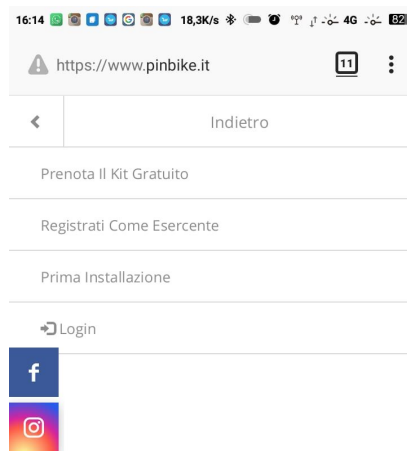 16:14 18,3K/s 4G 82
https://www.pinbike.it 11
Indietro
Prenota Il Kit Gratuito
Registrati Come Esercente
Prima Installazione
Login
f